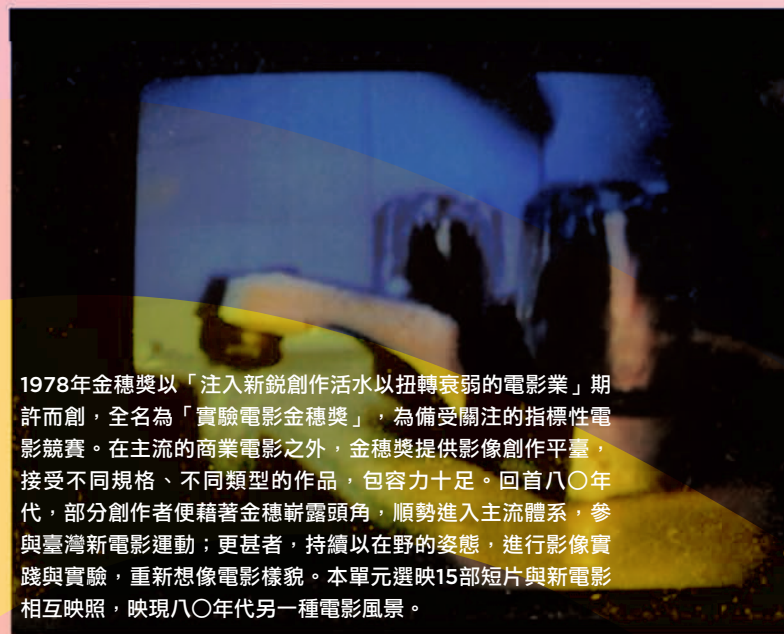 1978年金穗獎以「注入新銳創作活水以扭轉衰弱的電影業」期
許而創，全名為「實驗電影金穗獎」，為備受關注的指標性電
影競賽。在主流的商業電影之外，金穗獎提供影像創作平臺，
接受不同規格、不同類型的作品，包容力十足。回首八〇年
代，部分創作者便藉著金穗嶄露頭角，順勢進入主流體系，參
與臺灣新電影運動；更甚者，持續以在野的姿態，進行影像實
踐與實驗，重新想像電影樣貌。本單元選映15部短片與新電影
相互映照，映現八〇年代另一種電影風景。